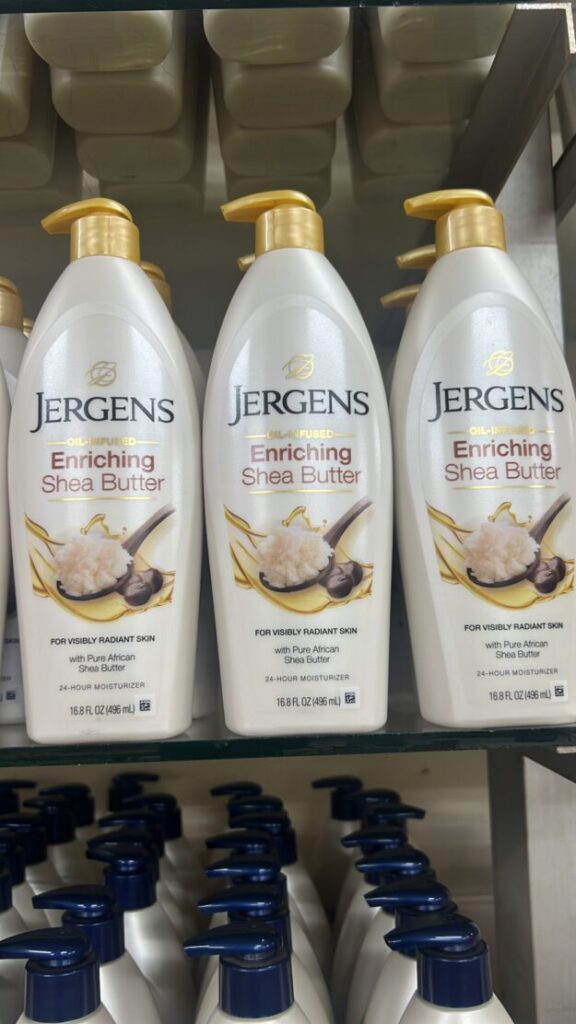 JERGENS
OIL-INFUSED
Enriching
Shea Butter
FOR VISIBLY RADIANT SKIN
with Pure African
Shea Butter
24-HOUR MOISTURIZER
16.8 FL OZ (496 mL)
JERGENS
OIL-INFUSED
Enriching
Shea Butter
FOR VISIBLY RADIANT SKIN
with Pure African
Shea Butter
24-HOUR MOISTURIZER
16.8 FL OZ (496 mL)
JERGENS
OIL-INFUSED
Enriching
Shea Butter
FOR VISIBLY RADIANT SKIN
with Pure African
Shea Butter
24-HOUR MOISTURIZER
16.8 FL OZ (496 mL)